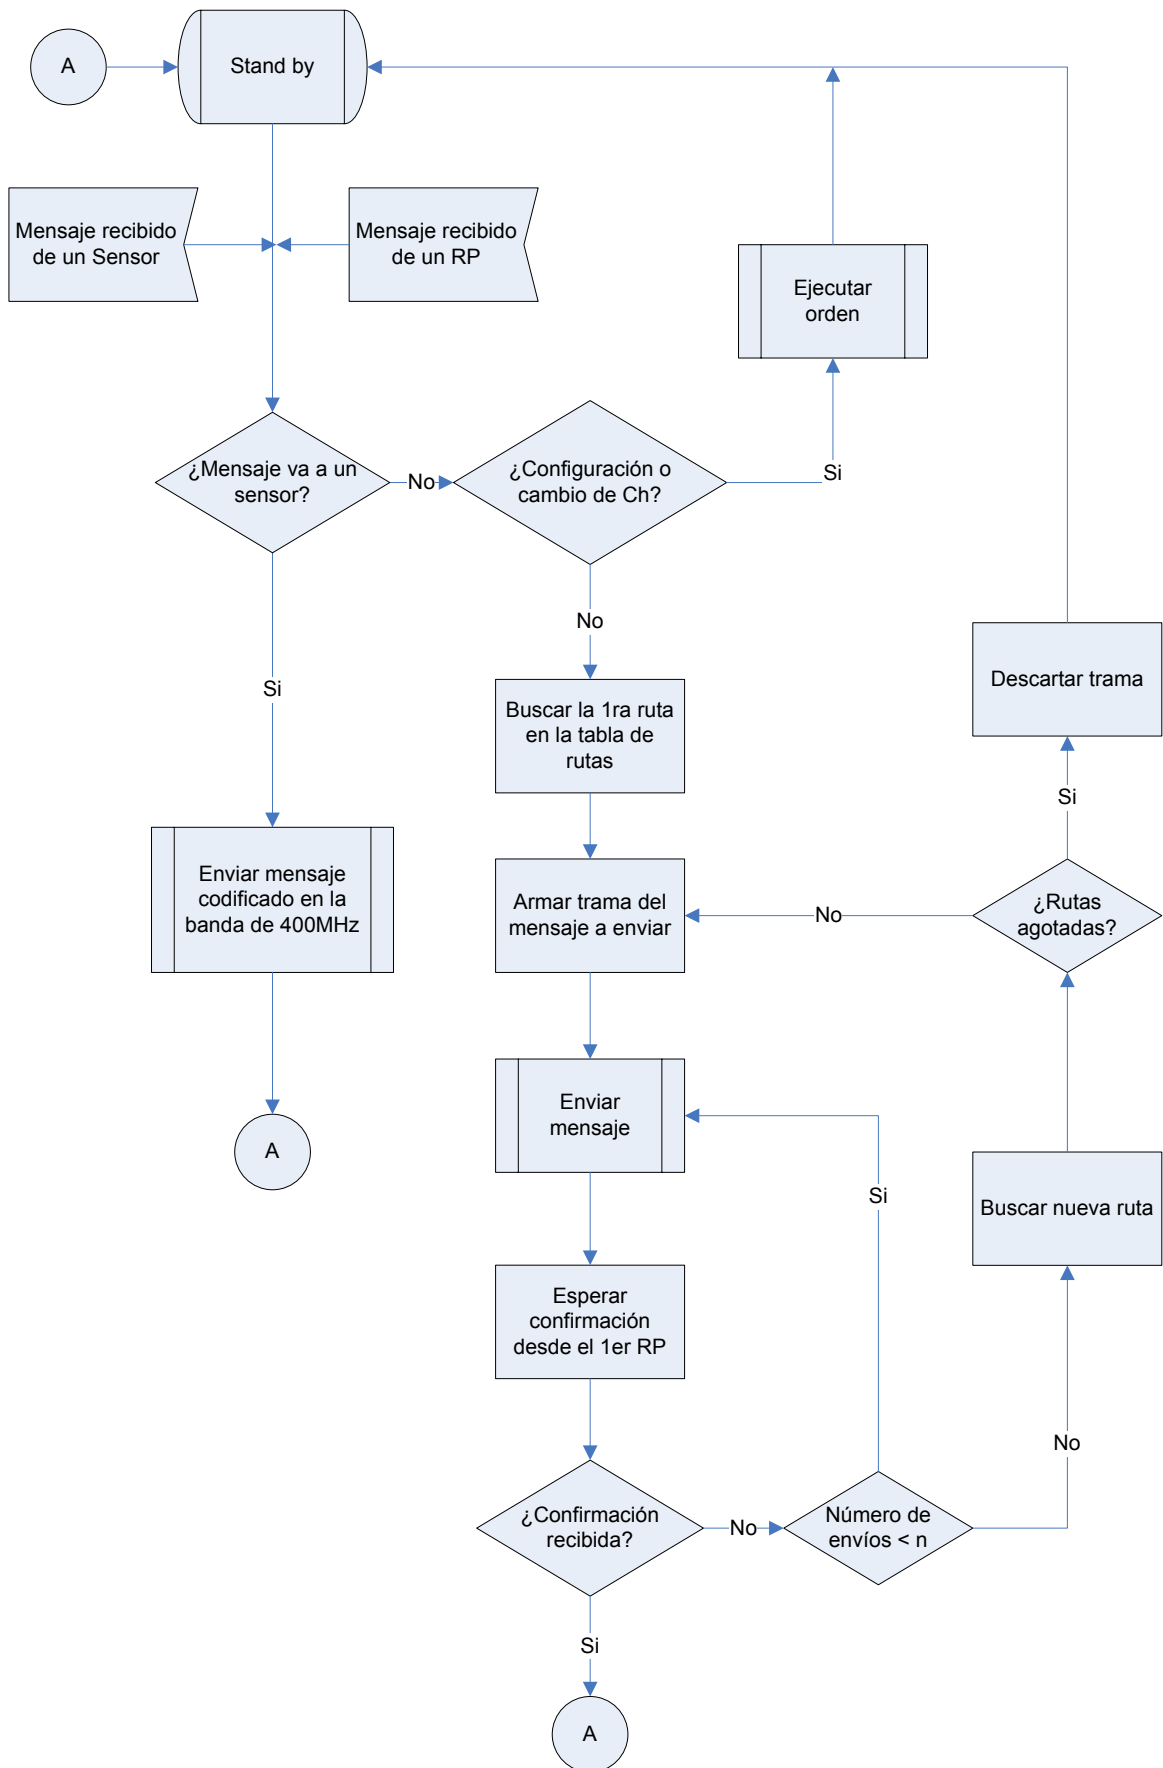 A
Stand by
Mensaje recibido
de un Sensor
Mensaje recibido
de un RP
Ejecutar
orden
¿Mensaje va a un
sensor?
No
¿Configuración o
cambio de Ch?
Si
No
Si
Buscar la 1ra ruta
en la tabla de
rutas
Descartar trama
Si
Enviar mensaje
codificado en la
banda de 400MHz
Armar trama del
mensaje a enviar
No
¿Rutas
agotadas?
Enviar
mensaje
A
Si
Buscar nueva ruta
Esperar
confirmación
desde el 1er RP
No
¿Confirmación
recibida?
No
Número de
envíos < n
Si
A